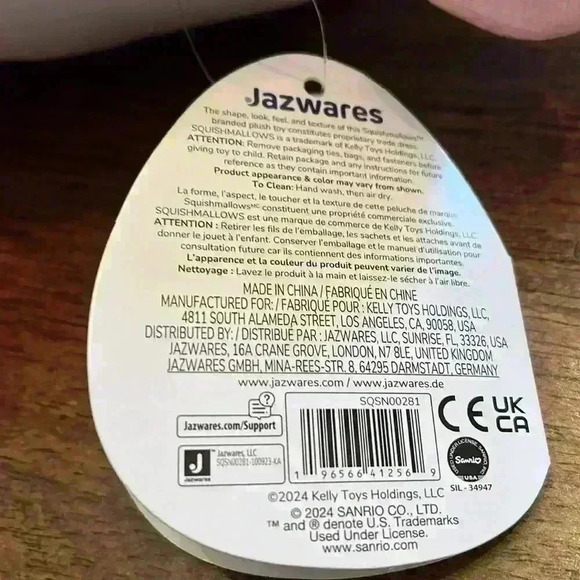 Jazwares
The shape, look, feel, and texture of this Squishmallows™
branded plush toy constitutes proprietary trade dress.
SQUISHMALLOWS is a trademark of Kelly Toys Holdings, LLC.
ATTENTION: Remove packaging ties, bags, and fasteners before
giving toy to child. Retain package and any instructions for future
reference as they contain important information.
Product appearance & color may vary from shown.
To Clean: Hand wash, then air dry.
La forme, l'aspect, le toucher et la texture de cette peluche de marque
Squishmallowsᴹᶜ constituent une propriété commerciale exclusive.
SQUISHMALLOWS est une marque de commerce de Kelly Toys Holdings, LLC.
ATTENTION : Retirer les fils de l'emballage, les sachets et les attaches avant de
donner le jouet à l'enfant. Conserver l'emballage et le manuel d'utilisation pour
consultation future car ils contiennent des informations importantes.
L'apparence et la couleur du produit peuvent varier de l'image.
Nettoyage : Lavez le produit à la main et laissez-le sécher à l'air libre.
MADE IN CHINA / FABRIQUÉ EN CHINE
MANUFACTURED FOR: / FABRIQUÉ POUR : KELLY TOYS HOLDINGS, LLC,
4811 SOUTH ALAMEDA STREET, LOS ANGELES, CA, 90058, USA
DISTRIBUTED BY: / DISTRIBUÉ PAR : JAZWARES, LLC, SUNRISE, FL, 33326, USA
JAZWARES, 16A CRANE GROVE, LONDON, N7 8LE, UNITED KINGDOM
JAZWARES GMBH, MINA-REES-STR. 8, 64295 DARMSTADT, GERMANY
www.jazwares.com / www.jazwares.de
?
Jazwares.com/Support
J
Jazwares
Jazwares, LLC
SQSN00281-100923-KA
SQSN00281
1 96566 41256 9
CE UK
CA
Sanrio
USA
SIL - 34947
©2024 Kelly Toys Holdings, LLC
© 2024 SANRIO CO., LTD.
™ and ® denote U.S. Trademarks
Used Under License.
www.sanrio.com